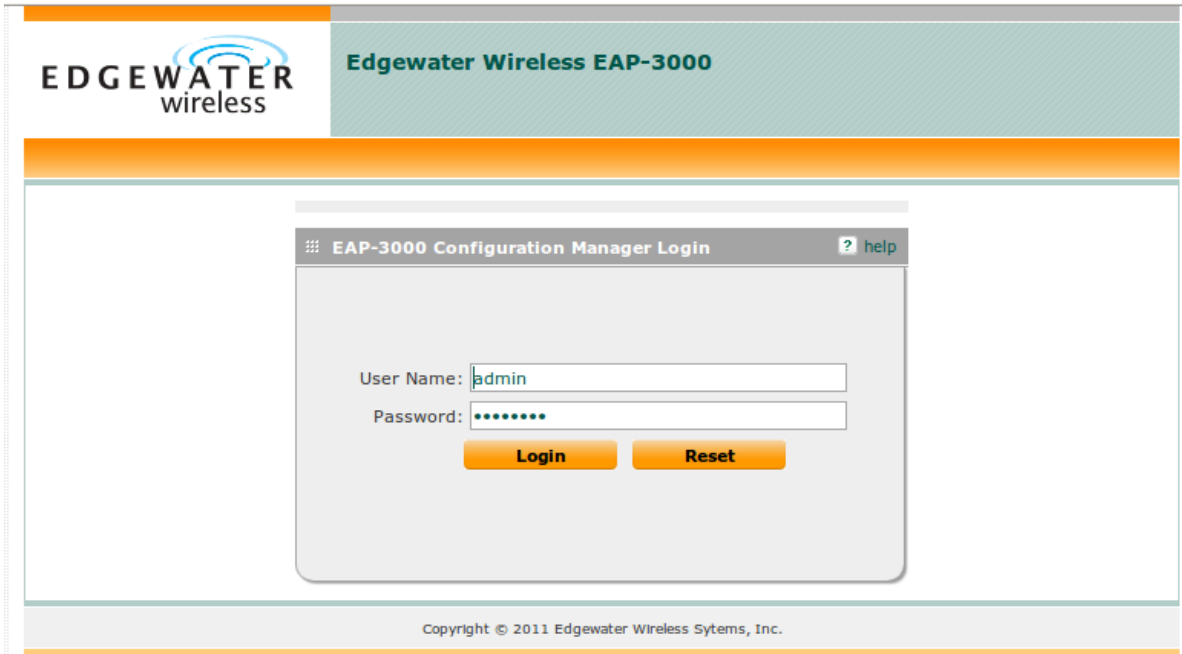 EDGEWATER
wireless
Edgewater Wireless EAP-3000
EAP-3000 Configuration Manager Login
? help
User Name: admin
Password: ••••••••
Login Reset
Copyright © 2011 Edgewater Wireless Sytems, Inc.